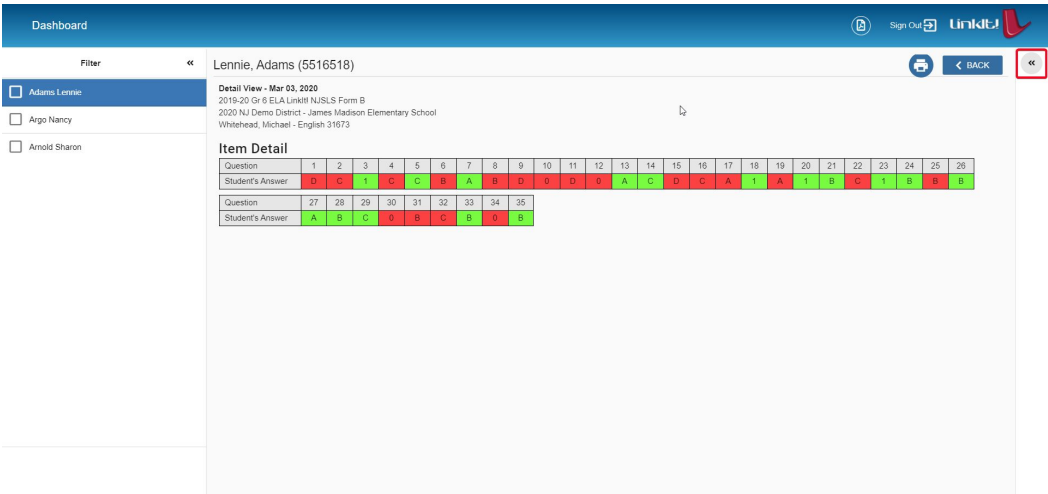 Dashboard
Sign Out
LinkIt!
Filter
«
Lennie, Adams (5516518)
BACK
«
Adams Lennie
Argo Nancy
Arnold Sharon
Detail View - Mar 03, 2020
2019-20 Gr 6 ELA LinkIt! NJSLS Form B
2020 NJ Demo District - James Madison Elementary School
Whitehead, Michael - English 31673
Item Detail
Question 1 2 3 4 5 6 7 8 9 10 11 12 13 14 15 16 17 18 19 20 21 22 23 24 25 26
Student's Answer D C 1 C C B A B D 0 D 0 A C D C A 1 A 1 B C 1 B B B
Question 27 28 29 30 31 32 33 34 35
Student's Answer A B C 0 B C B 0 B